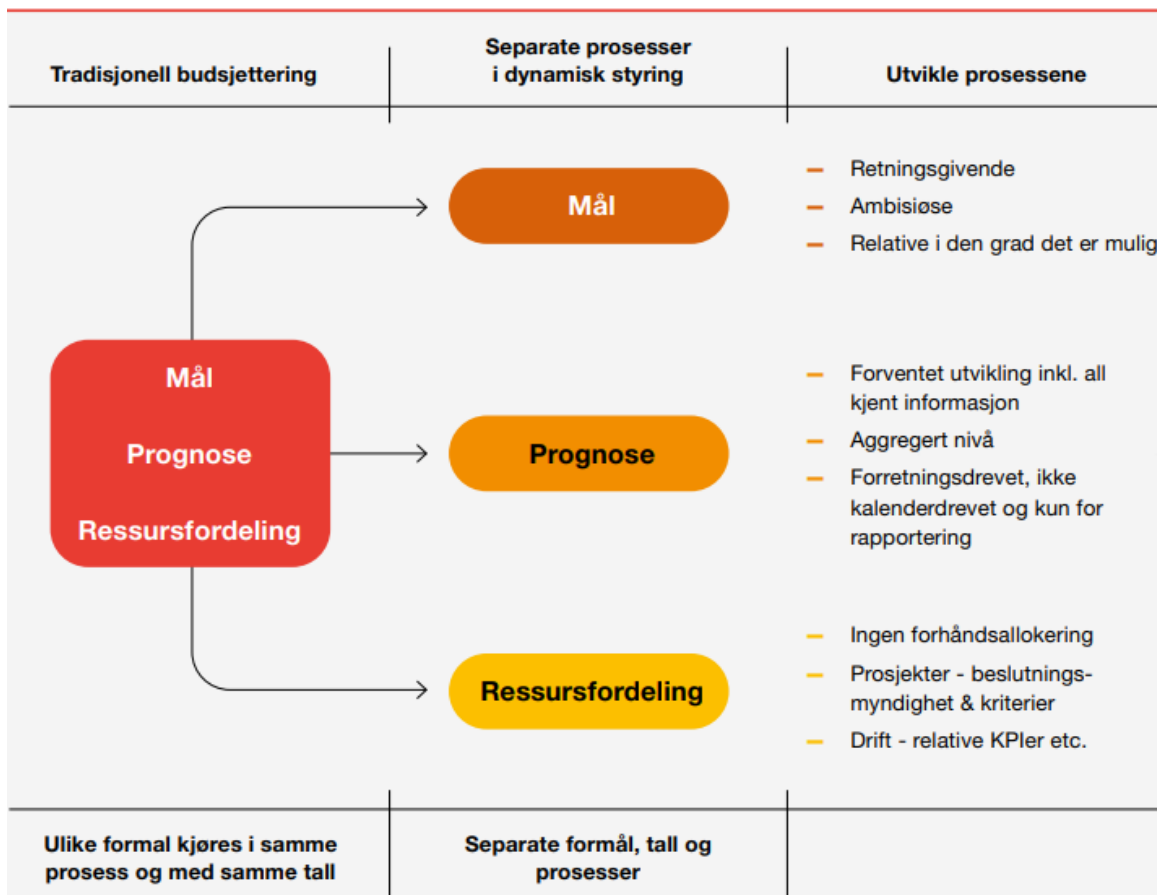 Tradisjonell budsjettering
Separate prosesser
i dynamisk styring
Utvikle prosessene
Mål
Prognose
Ressursfordeling
Mål
Retningsgivende
Ambisiøse
Relative i den grad det er mulig
Prognose
Forventet utvikling inkl. all
kjent informasjon
Aggregert nivå
Forretningsdrevet, ikke
kalenderdrevet og kun for
rapportering
Ressursfordeling
Ingen forhåndsallokering
Prosjekter - beslutnings-
myndighet & kriterier
Drift - relative KPIer etc.
Ulike formal kjøres i samme
prosess og med samme tall
Separate formål, tall og
prosesser